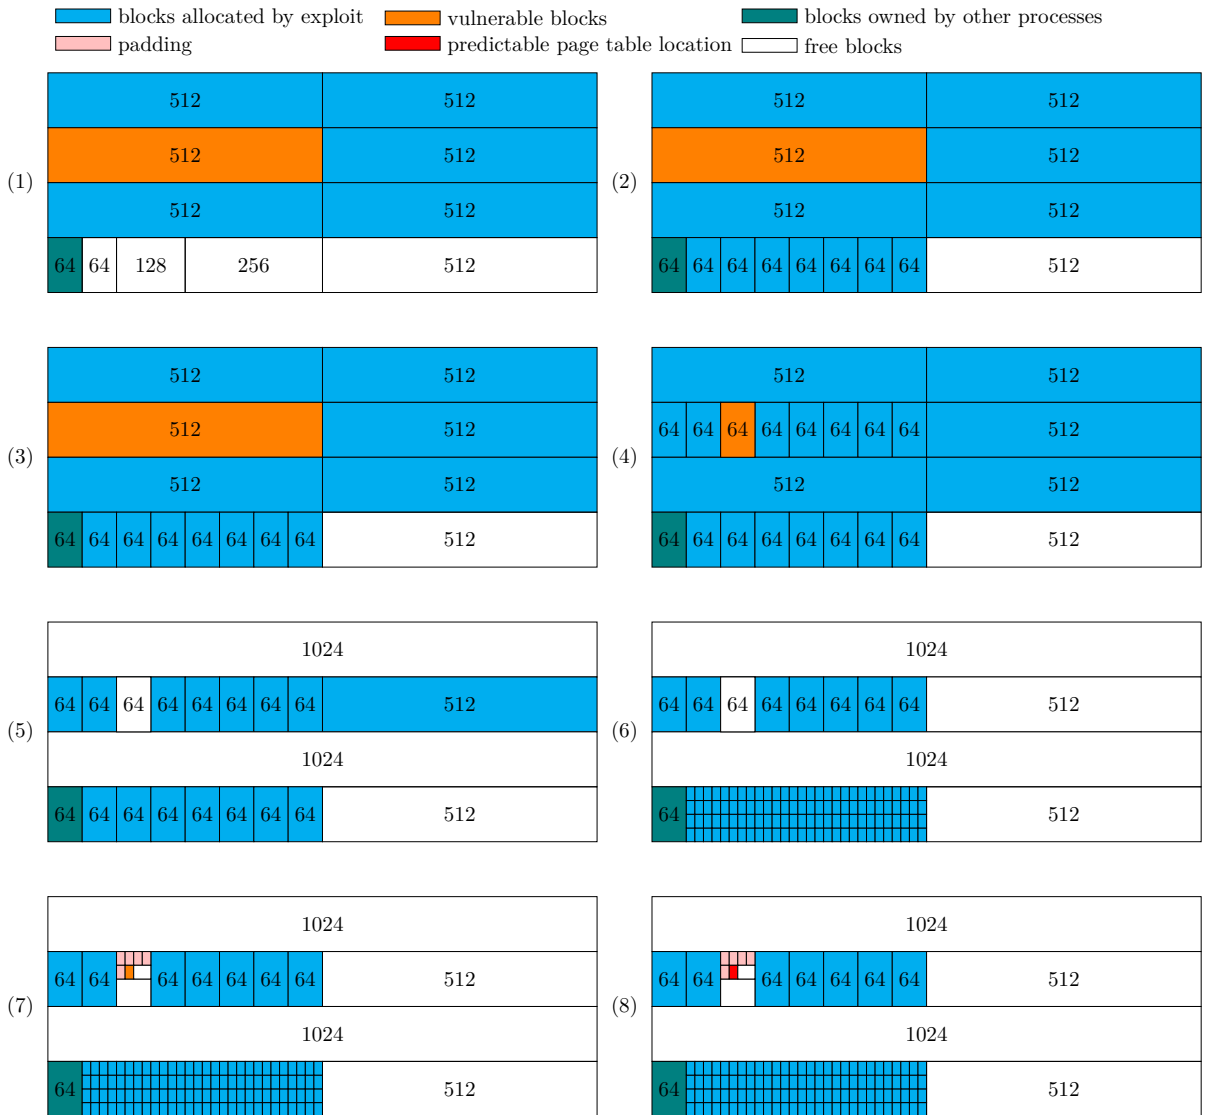 blocks allocated by exploit vulnerable blocks blocks owned by other processes
padding predictable page table location free blocks
512 512 512 512
512 512 512 512
(1) (2)
512 512 512 512
64 64 128 256 512 64 64 64 64 64 64 64 64 512
512 512 512 512
512 512 64 64 64 64 64 64 64 64 512
(3) (4)
512 512 512 512
64 64 64 64 64 64 64 64 512 64 64 64 64 64 64 64 64 512
1024 1024
64 64 64 64 64 64 64 64 512 64 64 64 64 64 64 64 64 512
(5) (6)
1024 1024
64 64 64 64 64 64 64 64 512 64 512
1024 1024
64 64 64 64 64 64 64 512 64 64 64 64 64 64 64 512
(7) (8)
1024 1024
64 512 64 512